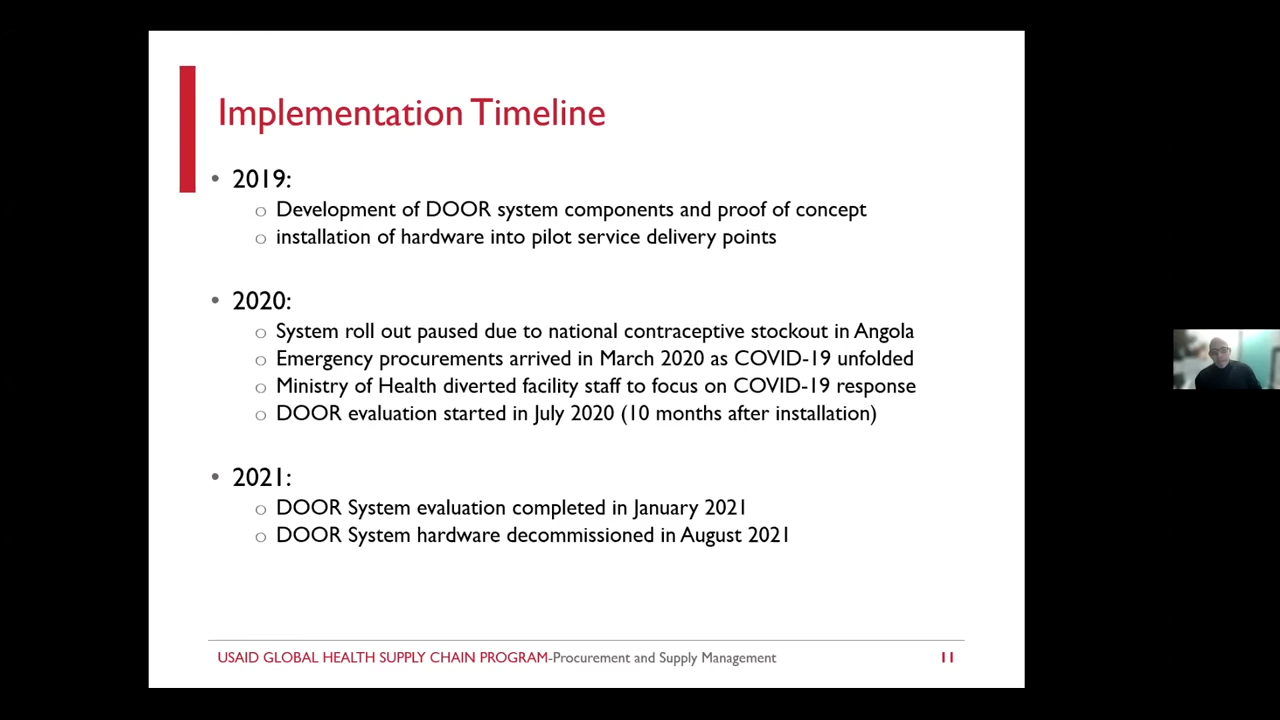 Implementation Timeline
• 2019:
o Development of DOOR system components and proof of concept
o installation of hardware into pilot service delivery points
• 2020:
o System roll out paused due to national contraceptive stockout in Angola
o Emergency procurements arrived in March 2020 as COVID-19 unfolded
o Ministry of Health diverted facility staff to focus on COVID-19 response
o DOOR evaluation started in July 2020 (10 months after installation)
• 2021:
o DOOR System evaluation completed in January 2021
o DOOR System hardware decommissioned in August 2021
USAID GLOBAL HEALTH SUPPLY CHAIN PROGRAM-Procurement and Supply Management 11